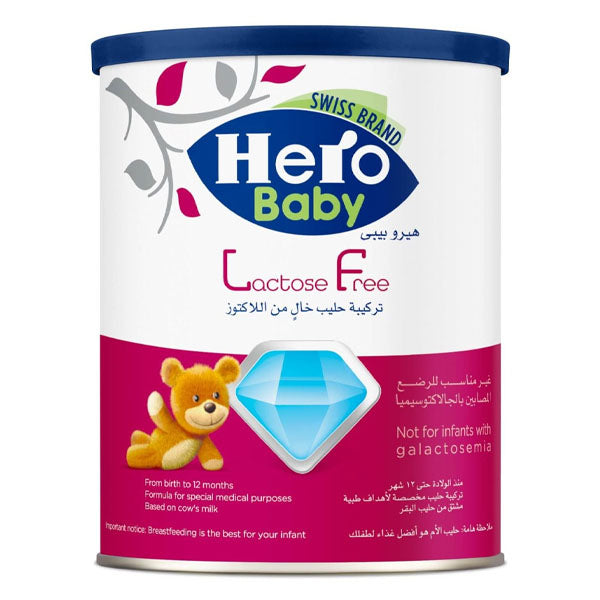 SWISS BRAND
Hero
Baby
هيرو بيبي
Lactose Free
تركيبة حليب خالٍ من اللاكتوز
غير مناسب للرضع
المصابين بالجالاكتوسيميا
Not for infants with
galactosemia
From birth to 12 months
Formula for special medical purposes
Based on cow's milk
منذ الولادة حتى ١٢ شهر
تركيبة حليب مخصصة لأهداف طبية
مشتق من حليب البقر
Important notice: Breastfeeding is the best for your infant
ملاحظة هامة: حليب الأم هو أفضل غذاء لطفلك